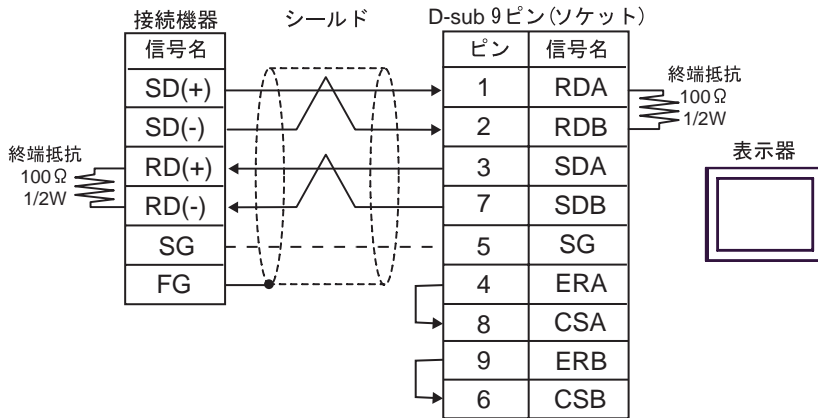 接続機器 シールド D-sub 9ピン(ソケット)
信号名 ピン 信号名
SD(+) 1 RDA
SD(-) 2 RDB
RD(+) 3 SDA
RD(-) 7 SDB
SG 5 SG
FG 4 ERA
8 CSA
9 ERB
6 CSB
終端抵抗
100Ω
1/2W
終端抵抗
100Ω
1/2W
表示器